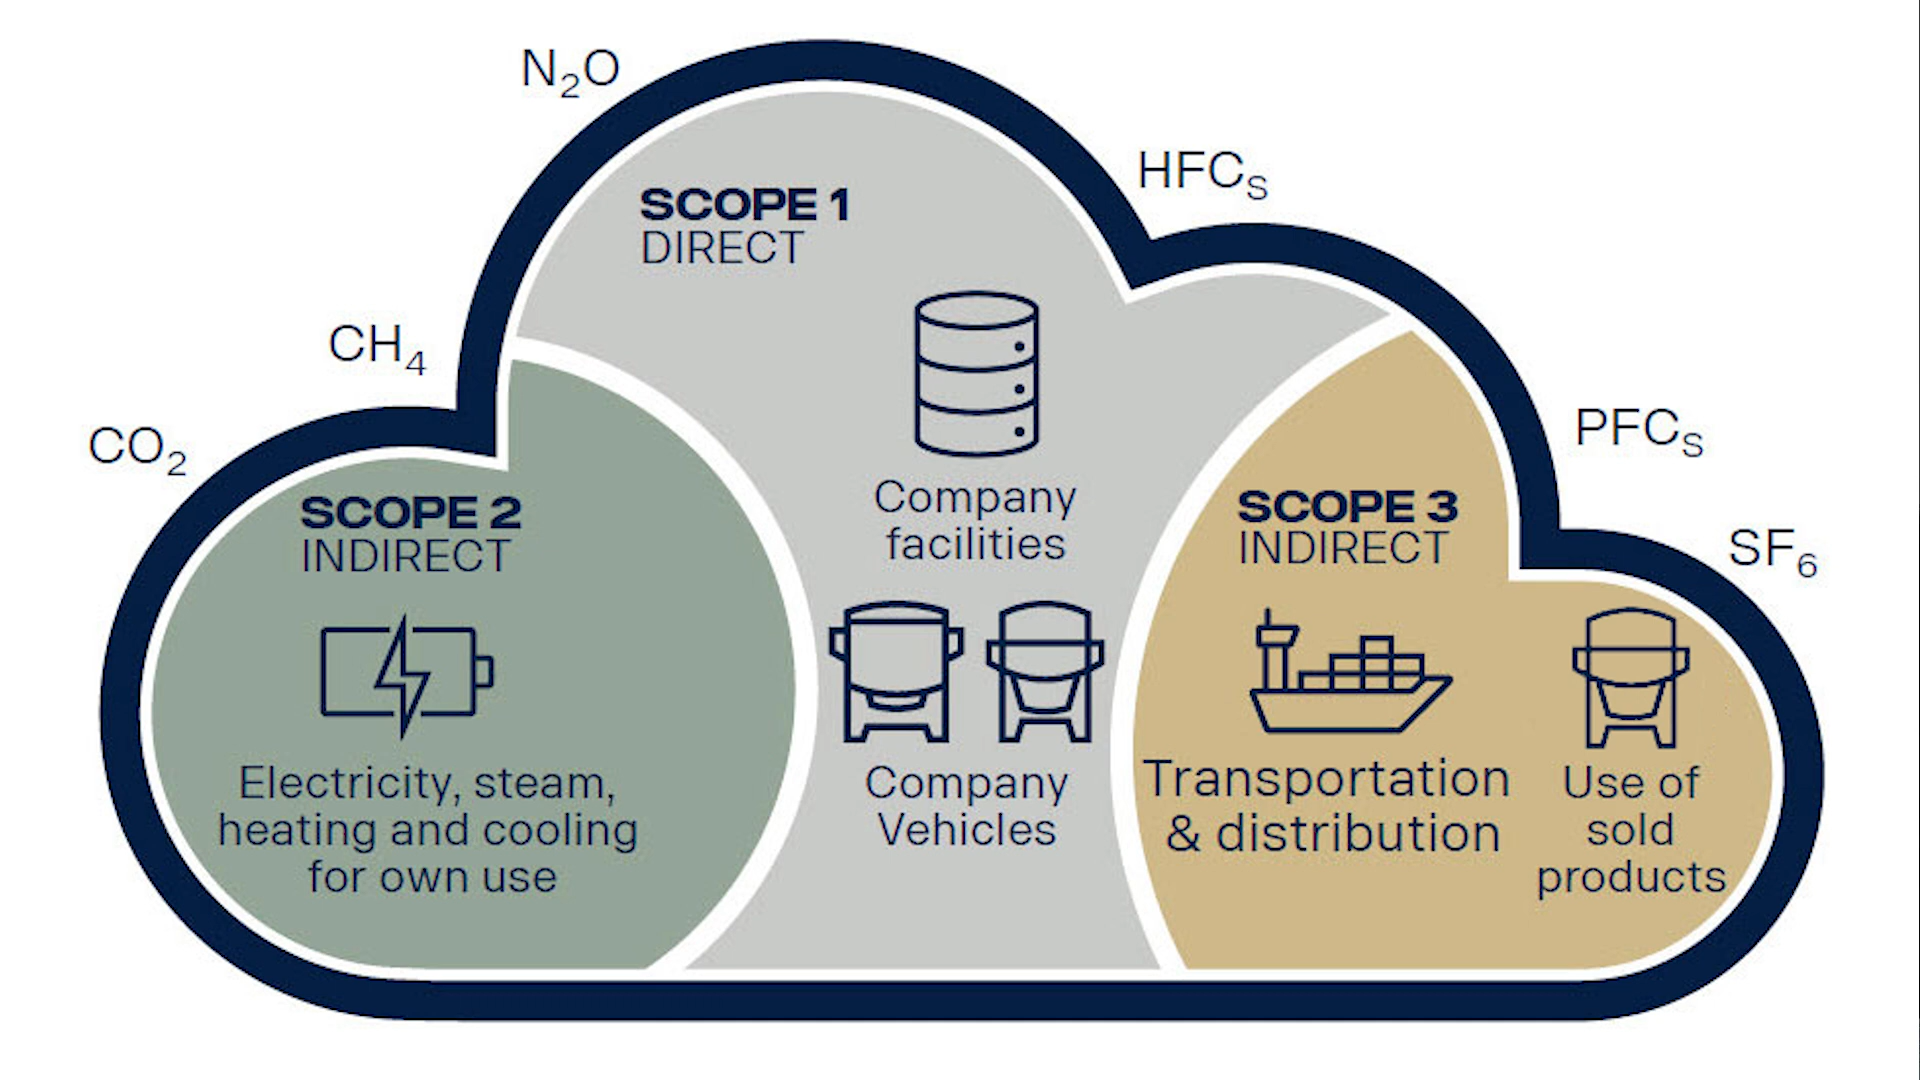 N₂O
HFCₛ
CH₄
CO₂
PFCₛ
SF₆
SCOPE 1
DIRECT
Company
facilities
Company
Vehicles
SCOPE 2
INDIRECT
Electricity, steam,
heating and cooling
for own use
SCOPE 3
INDIRECT
Transportation
& distribution
Use of
sold
products